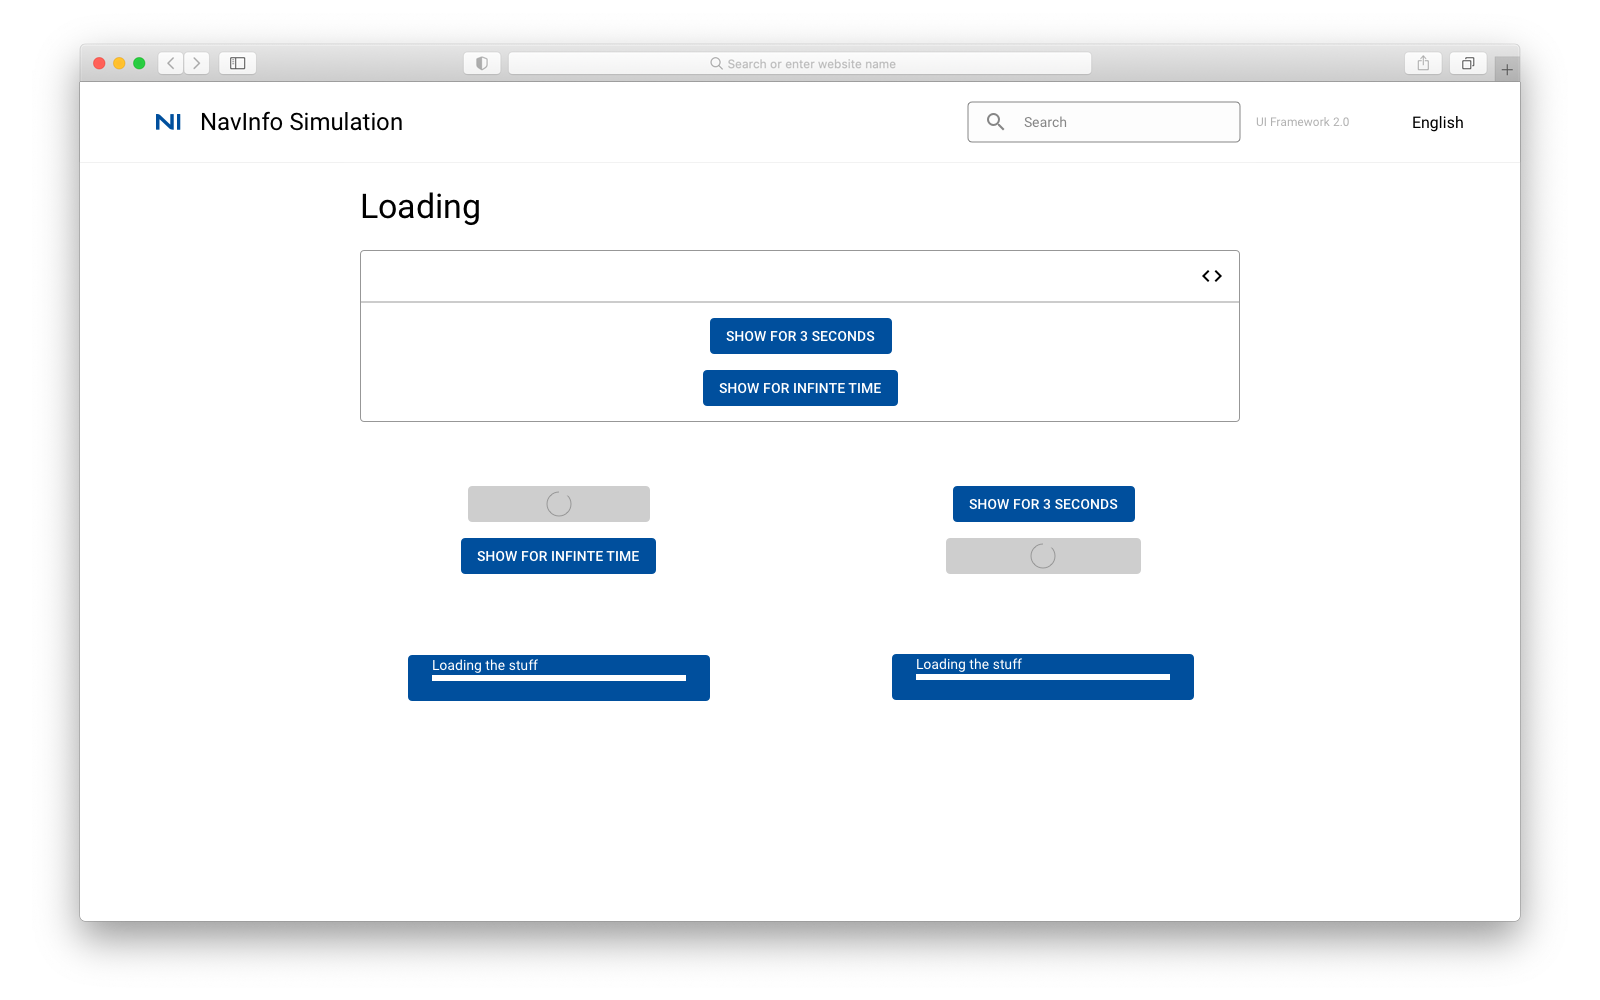 Search or enter website name
NI NavInfo Simulation
Search
UI Framework 2.0
English
Loading
SHOW FOR 3 SECONDS
SHOW FOR INFINTE TIME
SHOW FOR INFINTE TIME
SHOW FOR 3 SECONDS
Loading the stuff
Loading the stuff